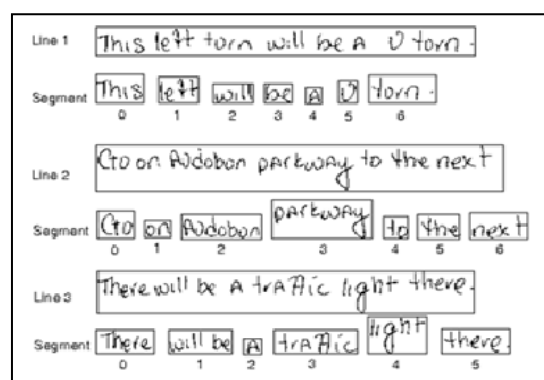 Line 1
This left torn will be A U torn.
Segment This left will be A U torn.
0 1 2 3 4 5 6
Line 2
Go on Audobon parkway to the next
Segment Go on Audobon parkway to the next
0 1 2 3 4 5 6
Line 3
There will be A traffic light there.
Segment There will be A traffic light there.
0 1 2 3 4 5